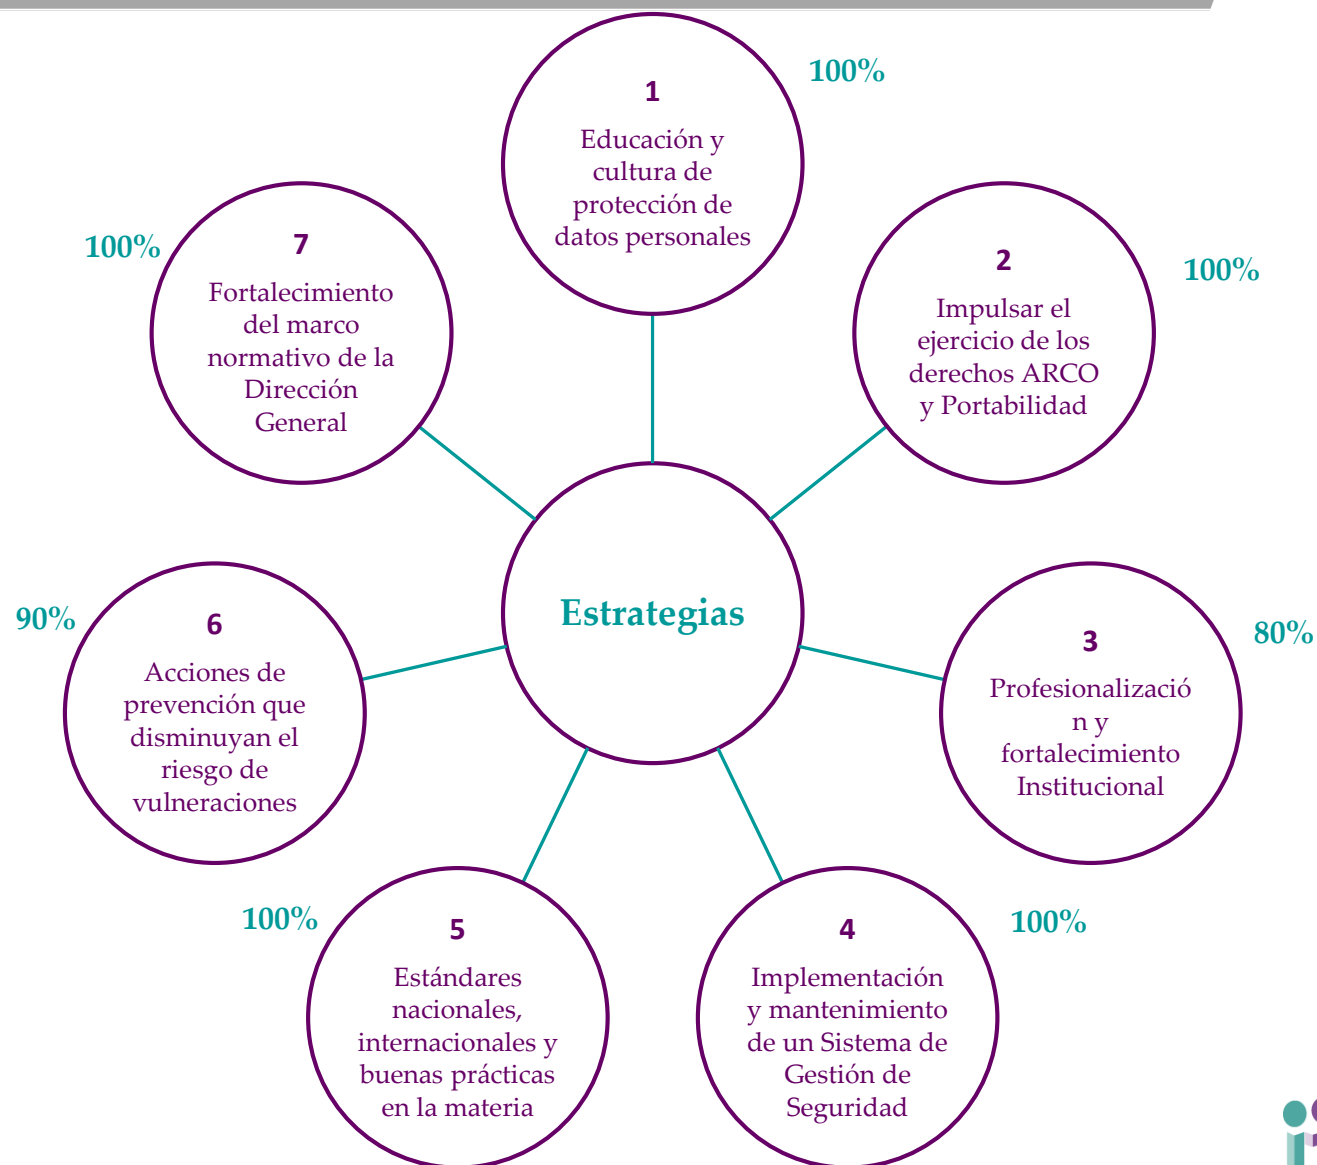 1
Educación y
cultura de
protección de
datos personales
100%
2
Impulsar el
ejercicio de los
derechos ARCO
y Portabilidad
100%
3
Profesionalizació
n y
fortalecimiento
Institucional
80%
4
Implementación
y mantenimiento
de un Sistema de
Gestión de
Seguridad
100%
5
Estándares
nacionales,
internacionales y
buenas prácticas
en la materia
100%
6
Acciones de
prevención que
disminuyan el
riesgo de
vulneraciones
90%
7
Fortalecimiento
del marco
normativo de la
Dirección
General
100%
Estrategias